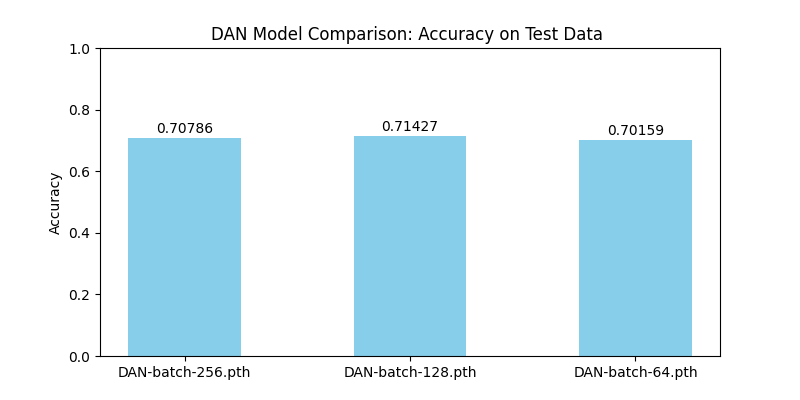 DAN Model Comparison: Accuracy on Test Data
1.0
0.8
0.6
0.4
0.2
0.0
Accuracy
0.70786
0.71427
0.70159
DAN-batch-256.pth
DAN-batch-128.pth
DAN-batch-64.pth